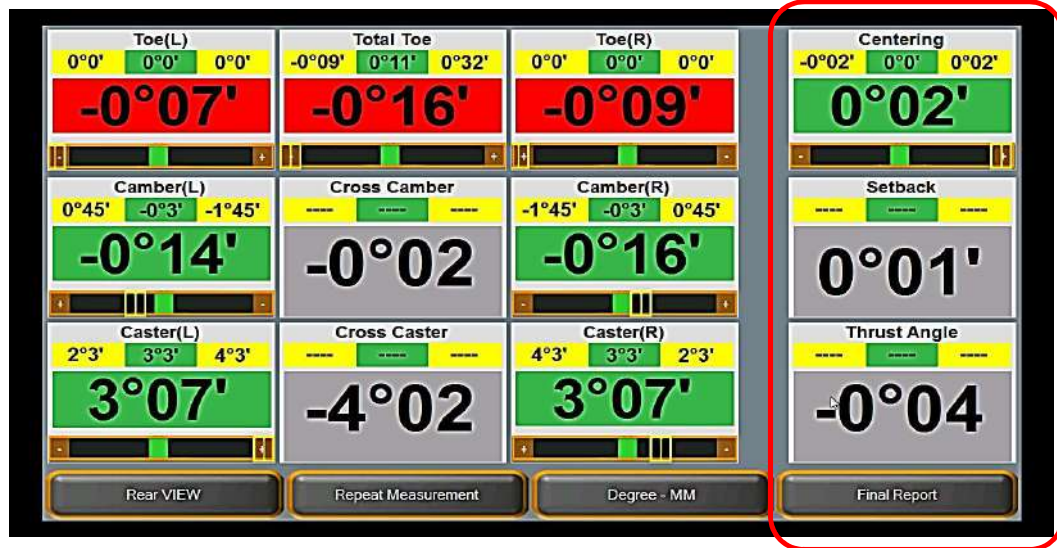 Toe(L) Total Toe Toe(R) Centering
0°0' 0°0' 0°0' -0°09' 0°11' 0°32' 0°0' 0°0' 0°0' -0°02' 0°0' 0°02'
-0°07' -0°16' -0°09' 0°02'
- + - + + - - +
Camber(L) Cross Camber Camber(R) Setback
0°45' -0°3' -1°45' ---- ---- ---- -1°45' -0°3' 0°45' ---- ---- ----
-0°14' -0°02 -0°16' 0°01'
+ - - +
Caster(L) Cross Caster Caster(R) Thrust Angle
2°3' 3°3' 4°3' ---- ---- ---- 4°3' 3°3' 2°3' ---- ---- ----
3°07' -4°02 3°07' -0°04
- + + -
Rear VIEW Repeat Measurement Degree - MM Final Report